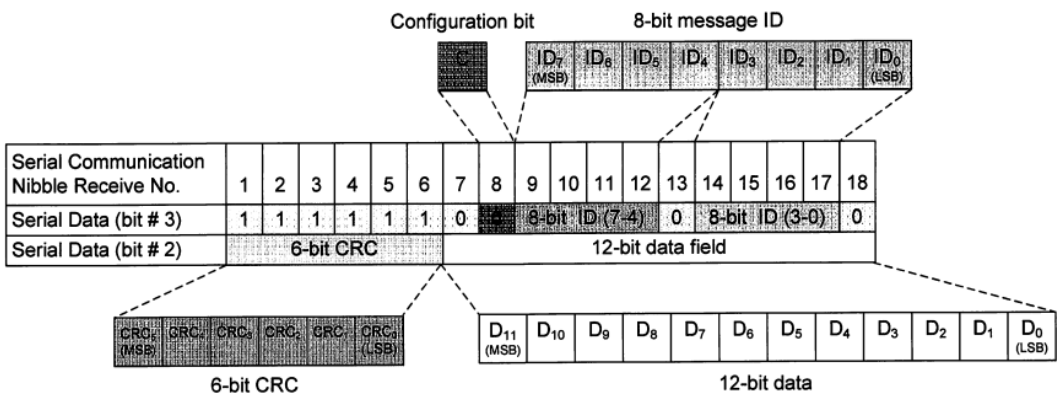 Configuration bit 8-bit message ID
C ID7 ID6 ID5 ID4 ID3 ID2 ID1 ID0
(MSB) (LSB)
Serial Communication
Nibble Receive No. 1 2 3 4 5 6 7 8 9 10 11 12 13 14 15 16 17 18
Serial Data (bit # 3) 1 1 1 1 1 1 0 8-bit ID (7-4) 0 8-bit ID (3-0) 0
Serial Data (bit # 2) 6-bit CRC 12-bit data field
CRC5 CRC4 CRC3 CRC2 CRC1 CRC0 D11 D10 D9 D8 D7 D6 D5 D4 D3 D2 D1 D0
(MSB) (LSB) (MSB) (LSB)
6-bit CRC 12-bit data